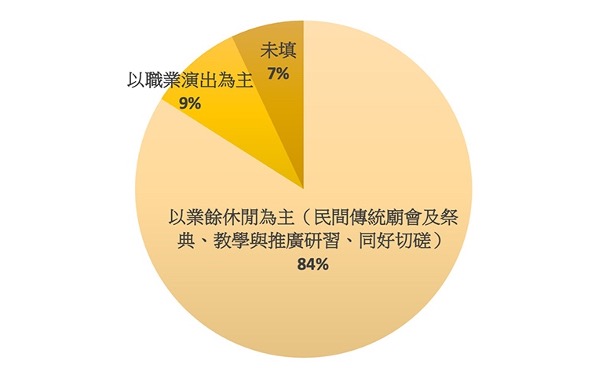 未填
7%
以職業演出為主
9%
以業餘休閒為主（民間傳統廟會及祭
典、教學與推廣研習、同好切磋）
84%